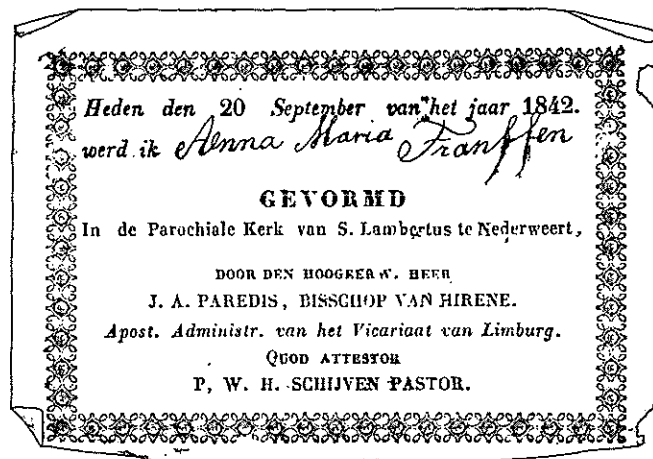 Heden den 20 September van het jaar 1842.
werd ik Anna Maria Franssen
GEVORMD
In de Parochiale Kerk van S. Lambertus te Nederweert,
DOOR DEN HOOGEERW. HEER
J. A. PAREDIS, BISSCHOP VAN HIRENE.
Apost. Administr. van het Vicariaat van Limburg.
QUOD ATTESTOR
P, W. H. SCHIJVEN PASTOR.